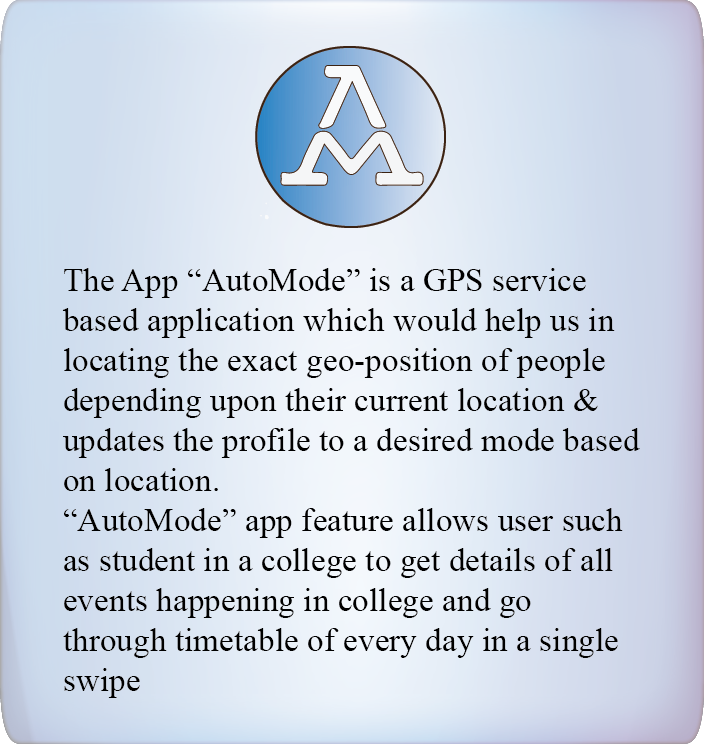 AM
The App “AutoMode” is a GPS service
based application which would help us in
locating the exact geo-position of people
depending upon their current location &
updates the profile to a desired mode based
on location.
“AutoMode” app feature allows user such
as student in a college to get details of all
events happening in college and go
through timetable of every day in a single
swipe